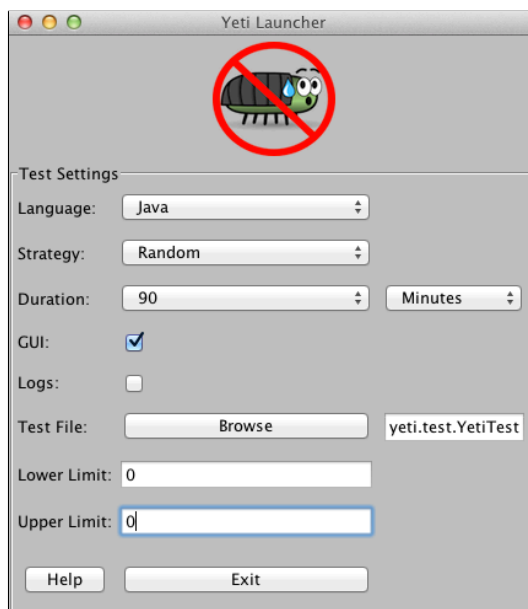 Yeti Launcher
Test Settings
Language: Java
Strategy: Random
Duration: 90 Minutes
GUI:
Logs:
Test File: Browse yeti.test.YetiTest
Lower Limit: 0
Upper Limit: 0
Help Exit